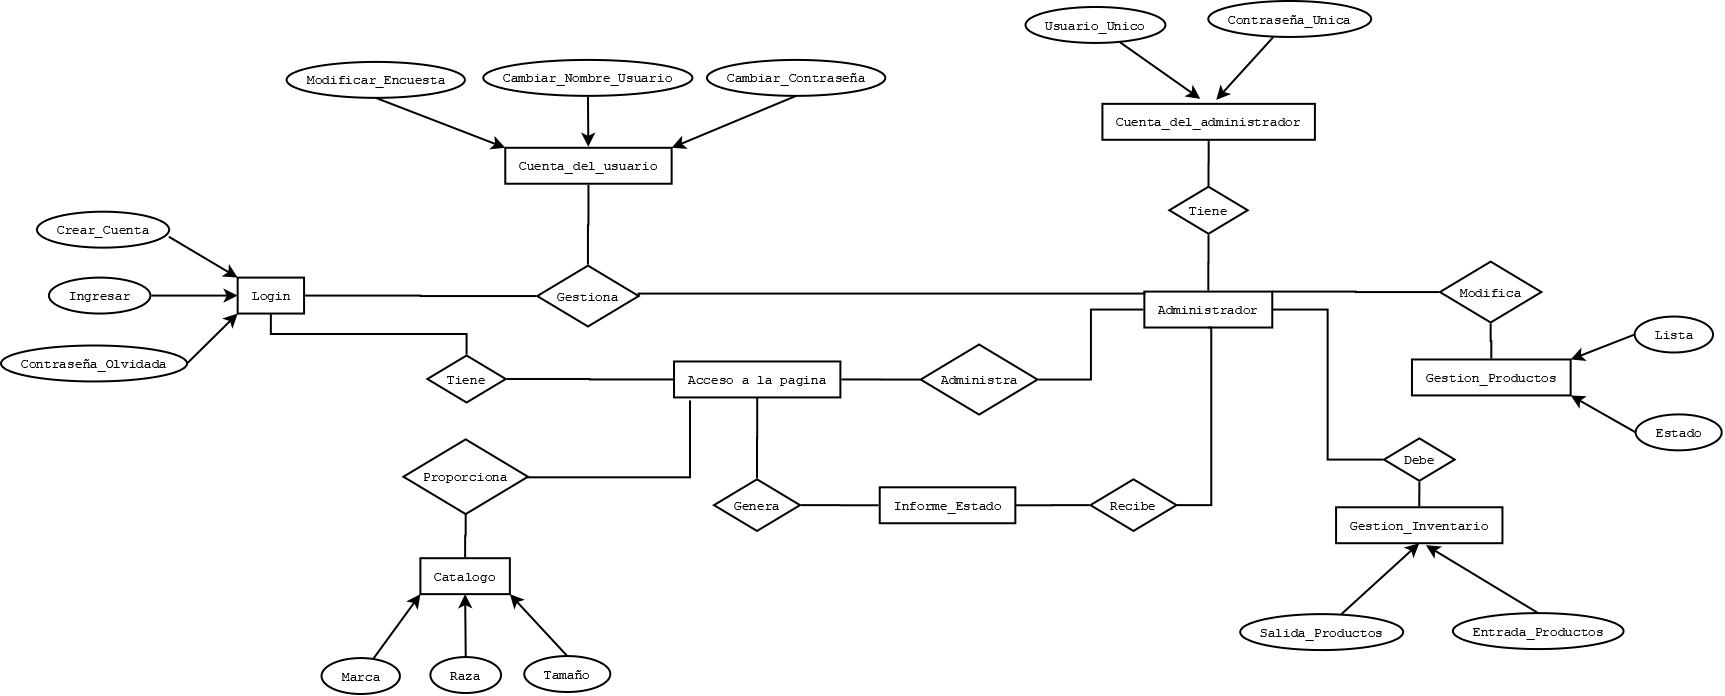 Usuario_Unico
Contraseña_Unica
Modificar_Encuesta
Cambiar_Nombre_Usuario
Cambiar_Contraseña
Cuenta_del_administrador
Cuenta_del_usuario
Tiene
Crear_Cuenta
Ingresar
Login
Gestiona
Modifica
Administrador
Lista
Contraseña_Olvidada
Tiene
Acceso a la pagina
Administra
Gestion_Productos
Estado
Debe
Proporciona
Genera
Informe_Estado
Recibe
Gestion_Inventario
Catalogo
Salida_Productos
Entrada_Productos
Marca
Raza
Tamaño